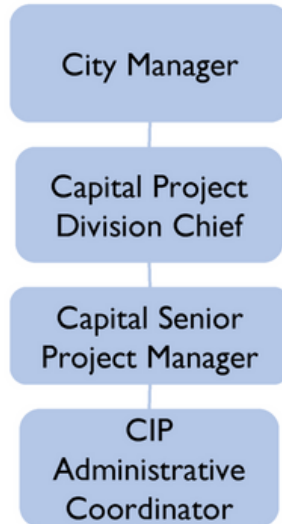 City Manager
Capital Project
Division Chief
Capital Senior
Project Manager
CIP
Administrative
Coordinator